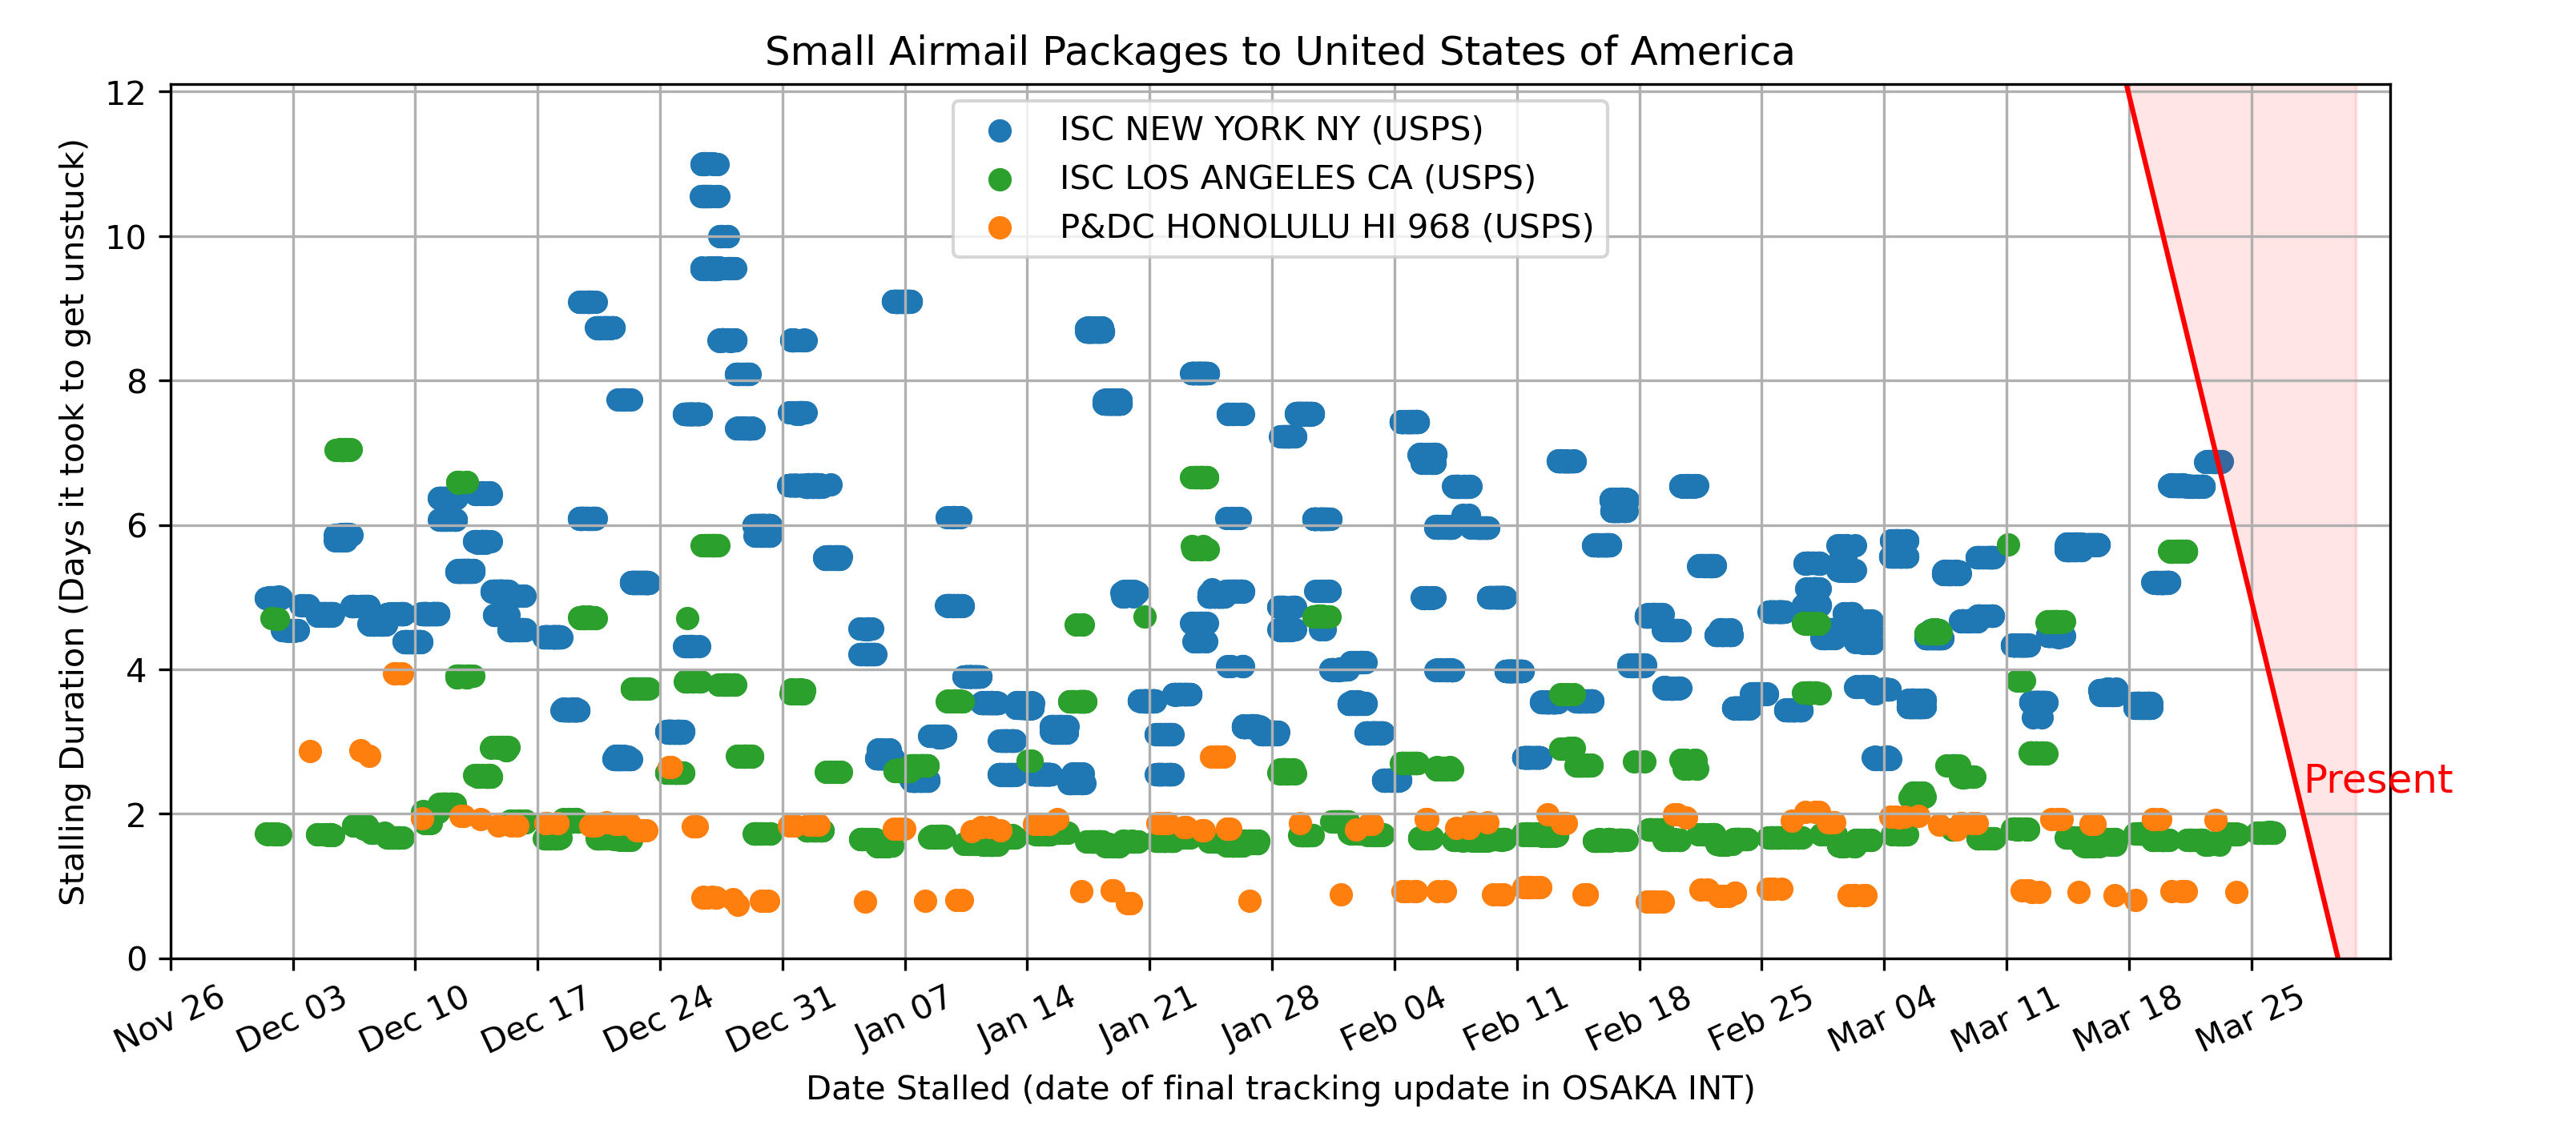 Small Airmail Packages to United States of America
12
10
8
6
4
2
0
ISC NEW YORK NY (USPS)
ISC LOS ANGELES CA (USPS)
P&DC HONOLULU HI 968 (USPS)
Present
Stalling Duration (Days it took to get unstuck)
Nov 26
Dec 03
Dec 10
Dec 17
Dec 24
Dec 31
Jan 07
Jan 14
Jan 21
Jan 28
Feb 04
Feb 11
Feb 18
Feb 25
Mar 04
Mar 11
Mar 18
Mar 25
Date Stalled (date of final tracking update in OSAKA INT)